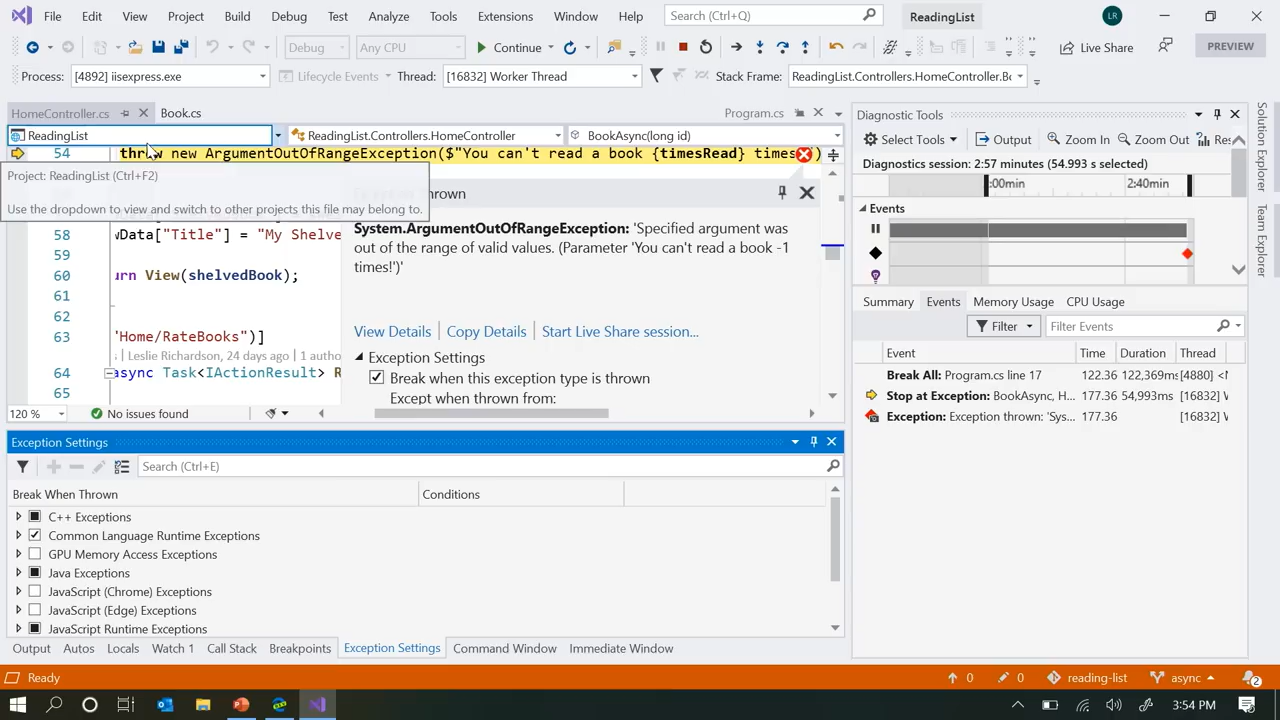 File Edit View Project Build Debug Test Analyze Tools Extensions Window Help Search (Ctrl+Q) ReadingList LR
Debug Any CPU Continue Live Share PREVIEW
Process: [4892] iisexpress.exe Lifecycle Events Thread: [16832] Worker Thread Stack Frame: ReadingList.Controllers.HomeController.Bo
HomeController.cs Book.cs Program.cs
ReadingList ReadingList.Controllers.HomeController BookAsync(long id)
54 throw new ArgumentOutOfRangeException($"You can't read a book {timesRead} times
Project: ReadingList (Ctrl+F2)
Use the dropdown to view and switch to other projects this file may belong to.
hrown
System.ArgumentOutOfRangeException: 'Specified argument was
out of the range of valid values. (Parameter 'You can't read a book -1
times!')'
View Details Copy Details Start Live Share session...
Exception Settings
Break when this exception type is thrown
Except when thrown from:
58 wData["Title"] = "My Shelve
59
60 urn View(shelvedBook);
61
62
63 "Home/RateBooks")]
s | Leslie Richardson, 24 days ago | 1 autho
64 async Task<IActionResult> R
65
120 % No issues found
Exception Settings
Search (Ctrl+E)
Break When Thrown Conditions
C++ Exceptions
Common Language Runtime Exceptions
GPU Memory Access Exceptions
Java Exceptions
JavaScript (Chrome) Exceptions
JavaScript (Edge) Exceptions
JavaScript Runtime Exceptions
Output Autos Locals Watch 1 Call Stack Breakpoints Exception Settings Command Window Immediate Window
Diagnostic Tools
Select Tools Output Zoom In Zoom Out Res
Diagnostics session: 2:57 minutes (54.993 s selected)
:00min 2:40min
Events
Summary Events Memory Usage CPU Usage
Filter Filter Events
Event Time Duration Thread
Break All: Program.cs line 17 122.36 122,369ms [4880] <N
Stop at Exception: BookAsync, H... 177.36 54,993ms [16832] W
Exception: Exception thrown: 'Sys... 177.36 [16832] W
Solution Explorer
Team Explorer
Ready 0 0 reading-list async 2
3:54 PM